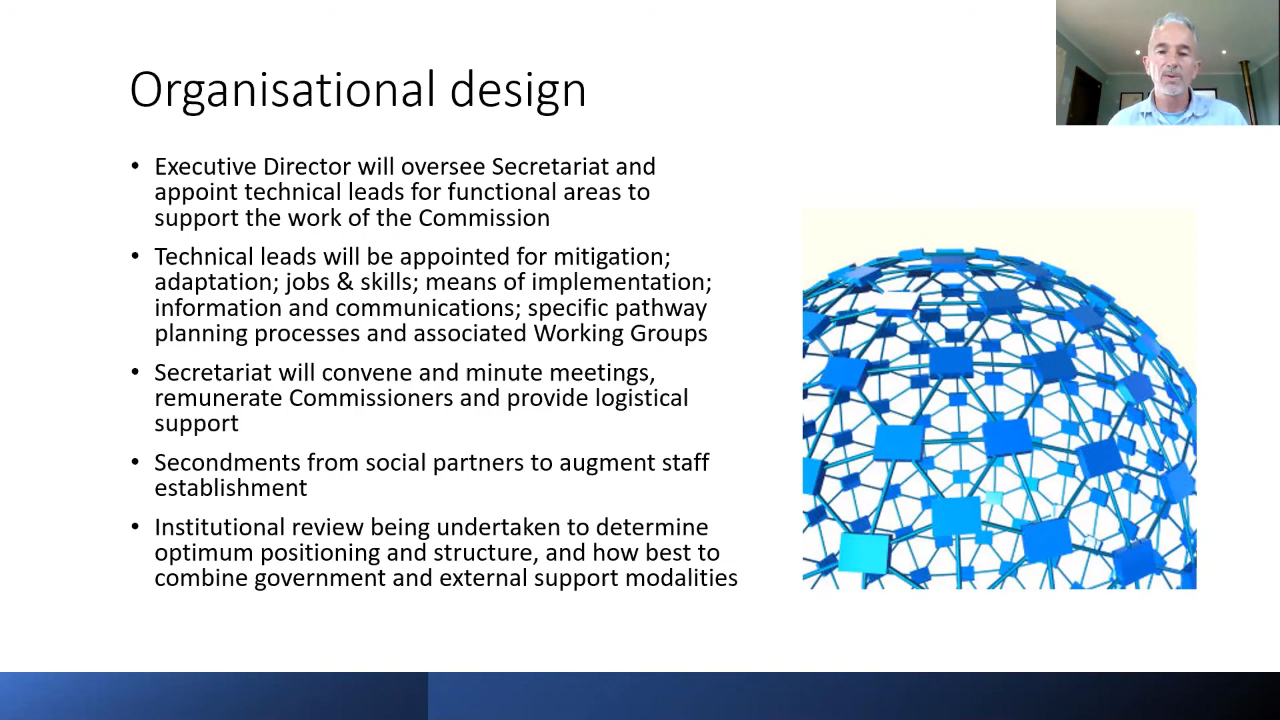 Organisational design
• Executive Director will oversee Secretariat and
appoint technical leads for functional areas to
support the work of the Commission
• Technical leads will be appointed for mitigation;
adaptation; jobs & skills; means of implementation;
information and communications; specific pathway
planning processes and associated Working Groups
• Secretariat will convene and minute meetings,
remunerate Commissioners and provide logistical
support
• Secondments from social partners to augment staff
establishment
• Institutional review being undertaken to determine
optimum positioning and structure, and how best to
combine government and external support modalities